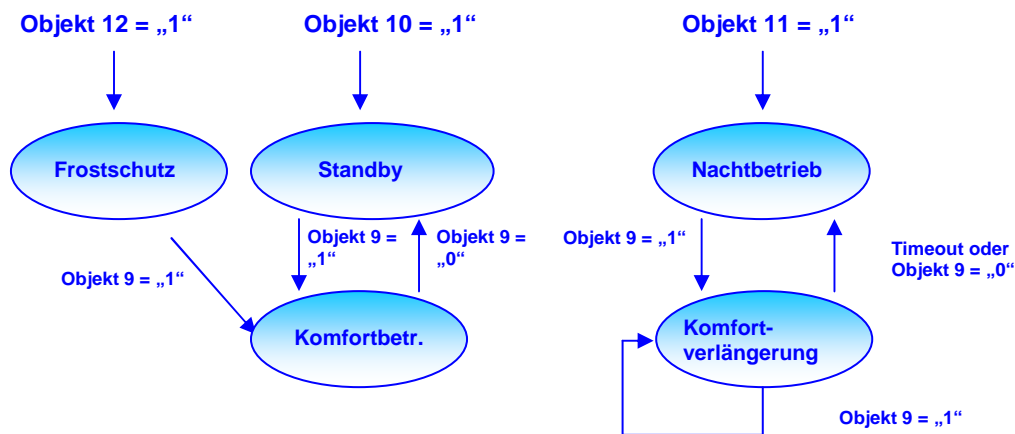 Objekt 12 = „1“
Objekt 10 = „1“
Objekt 11 = „1“
Frostschutz
Standby
Nachtbetrieb
Objekt 9 = „1“
Objekt 9 =
„1“
Objekt 9 =
„0“
Objekt 9 = „1“
Timeout oder
Objekt 9 = „0“
Komfortbetr.
Komfort-
verlängerung
Objekt 9 = „1“